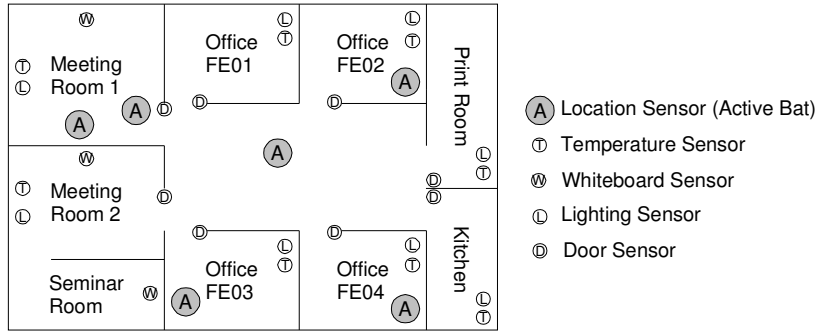 W
L
T
Office
FE01
L
T
Office
FE02
Print Room
T
L
Meeting
Room 1
A
A
D
D
D
A
A
A Location Sensor (Active Bat)
T Temperature Sensor
W Whiteboard Sensor
L Lighting Sensor
D Door Sensor
W
T
L
Meeting
Room 2
D
L
T
D
D
D
D
Seminar
Room
W
A
Office
FE03
L
T
Office
FE04
L
T
A
Kitchen
L
T